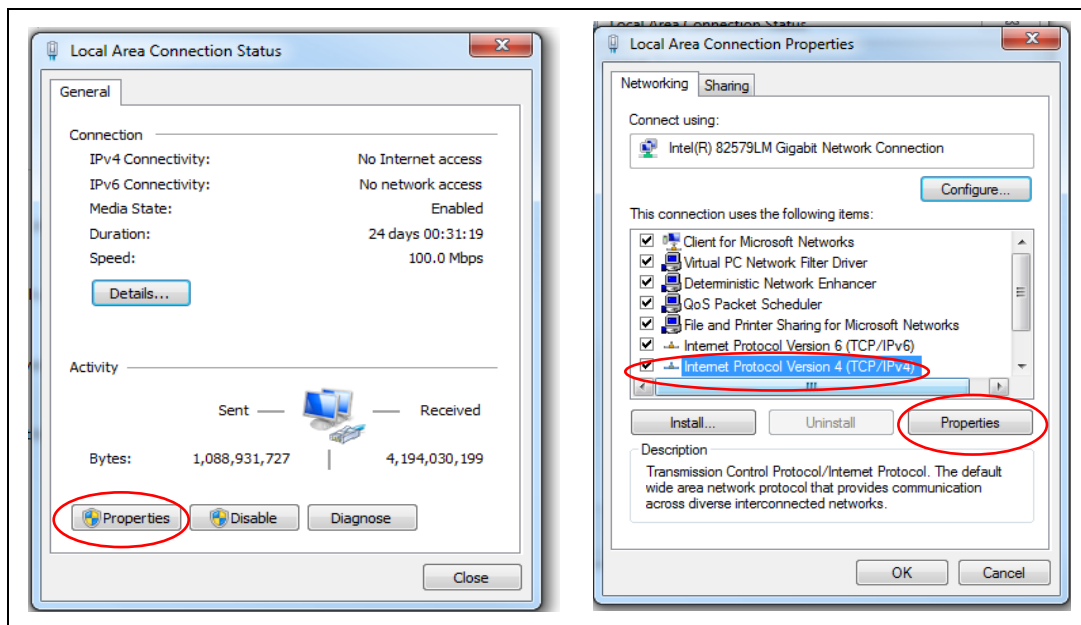 Local Area Connection Status
General
Connection
IPv4 Connectivity: No Internet access
IPv6 Connectivity: No network access
Media State: Enabled
Duration: 24 days 00:31:19
Speed: 100.0 Mbps
Details...
Activity
Sent Received
Bytes: 1,088,931,727 4,194,030,199
Properties Disable Diagnose
Close
Local Area Connection Status
Local Area Connection Properties
Networking Sharing
Connect using:
Intel(R) 82579LM Gigabit Network Connection
Configure...
This connection uses the following items:
Client for Microsoft Networks
Virtual PC Network Filter Driver
Deterministic Network Enhancer
QoS Packet Scheduler
File and Printer Sharing for Microsoft Networks
Internet Protocol Version 6 (TCP/IPv6)
Internet Protocol Version 4 (TCP/IPv4)
Install... Uninstall Properties
Description
Transmission Control Protocol/Internet Protocol. The default
wide area network protocol that provides communication
across diverse interconnected networks.
OK Cancel